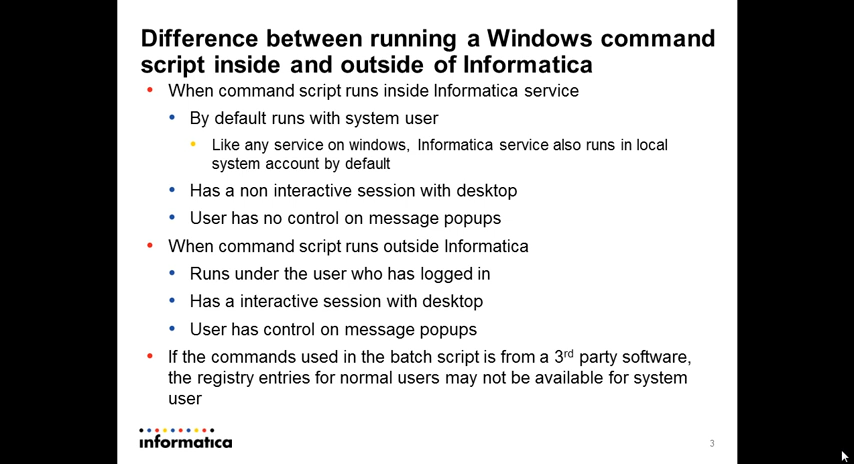 Difference between running a Windows command
script inside and outside of Informatica
• When command script runs inside Informatica service
• By default runs with system user
• Like any service on windows, Informatica service also runs in local
system account by default
• Has a non interactive session with desktop
• User has no control on message popups
• When command script runs outside Informatica
• Runs under the user who has logged in
• Has a interactive session with desktop
• User has control on message popups
• If the commands used in the batch script is from a 3rd party software,
the registry entries for normal users may not be available for system
user
informatica
3